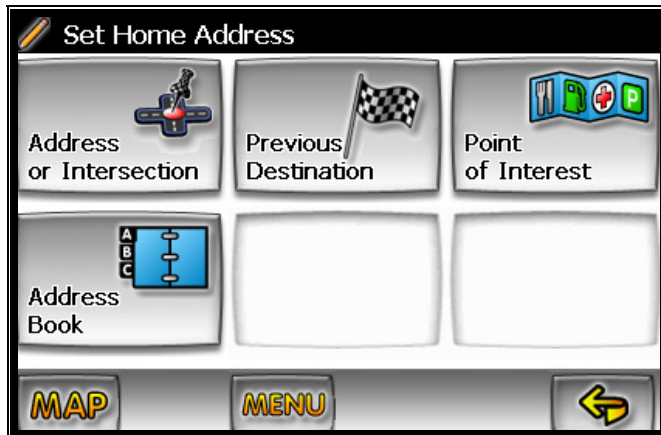 Set Home Address
Address
or Intersection
Previous
Destination
Point
of Interest
P
A
B
C
Address
Book
MAP
MENU